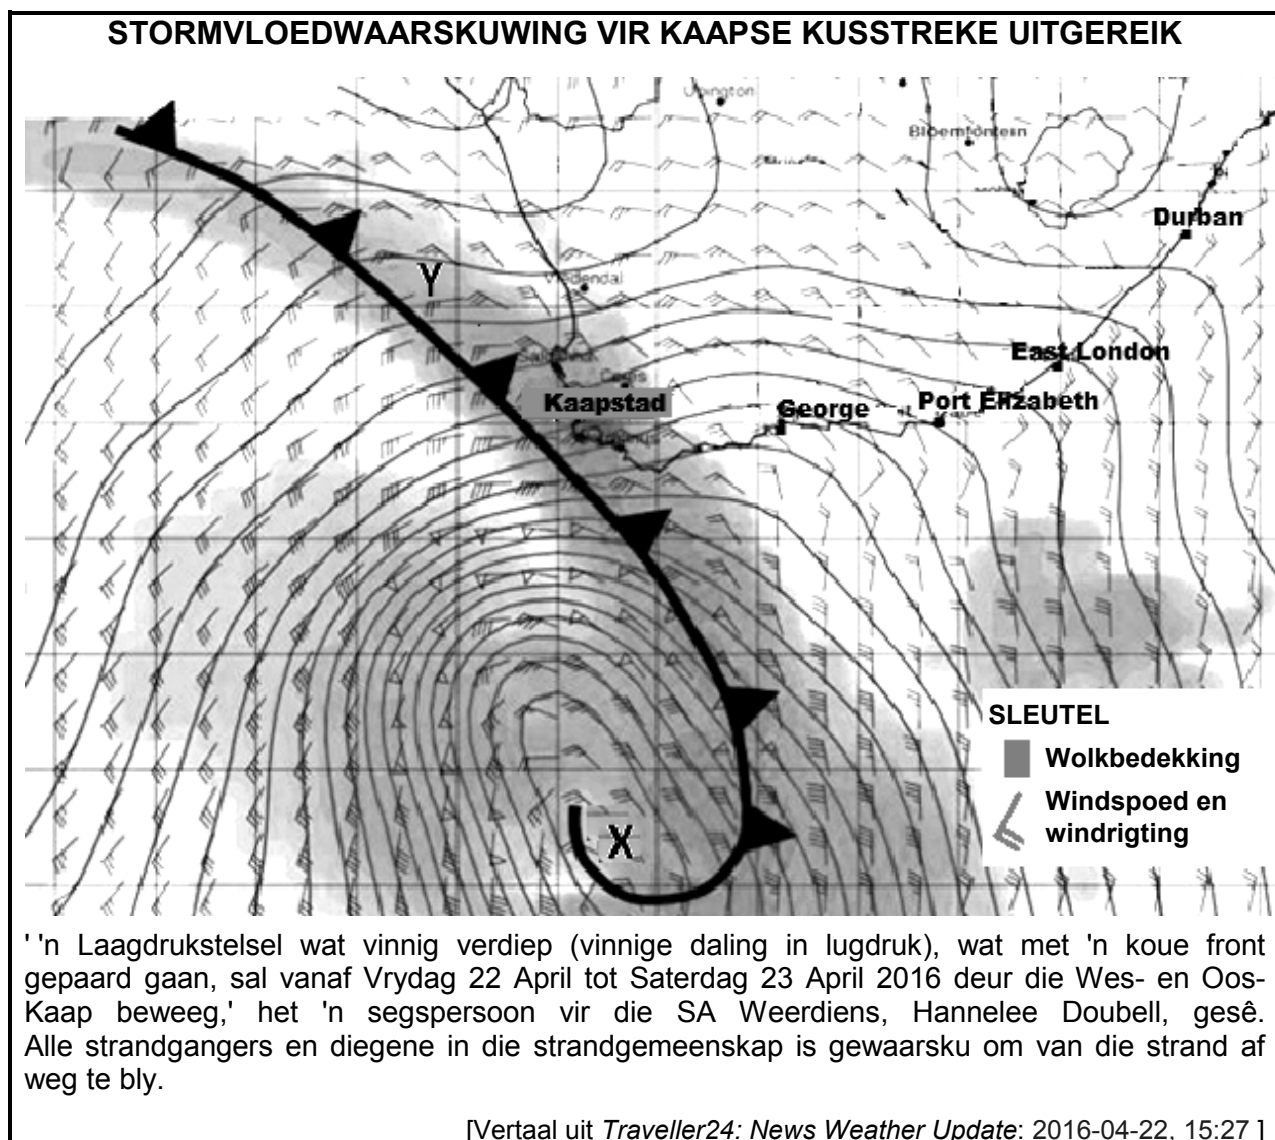 STORMVLOEDWAARSKUWING VIR KAAPSE KUSSTREKE UITGEREIK
Upington
Bloemfontein
Durban
Y
Vredendal
East London
Kaapstad
George
Port Elizabeth
SLEUTEL
Wolkbedekking
Windspoed en
windrigting
X
' 'n Laagdrukstelsel wat vinnig verdiep (vinnige daling in lugdruk), wat met 'n koue front
gepaard gaan, sal vanaf Vrydag 22 April tot Saterdag 23 April 2016 deur die Wes- en Oos-
Kaap beweeg,' het 'n segspersoon vir die SA Weerdiens, Hannelee Doubell, gesê.
Alle strandgangers en diegene in die strandgemeenskap is gewaarsku om van die strand af
weg te bly.
[Vertaal uit Traveller24: News Weather Update: 2016-04-22, 15:27 ]